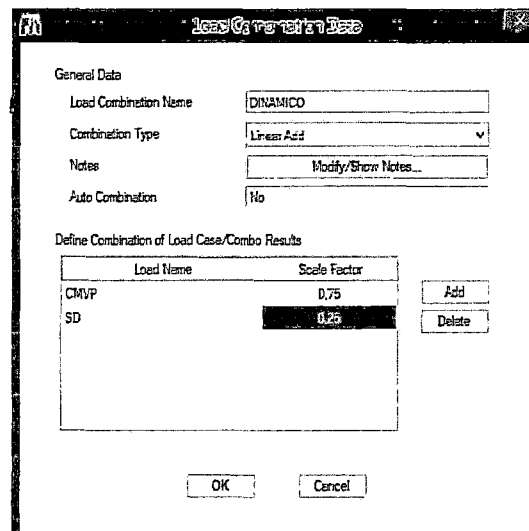 Load Combination Data
General Data
Load Combination Name DINAMICO
Combination Type Linear Add
Notes Modify/Show Notes...
Auto Combination No
Define Combination of Load Case/Combo Results
Load Name Scale Factor
CMVP 0,75 Add
SD 0,25 Delete
OK Cancel